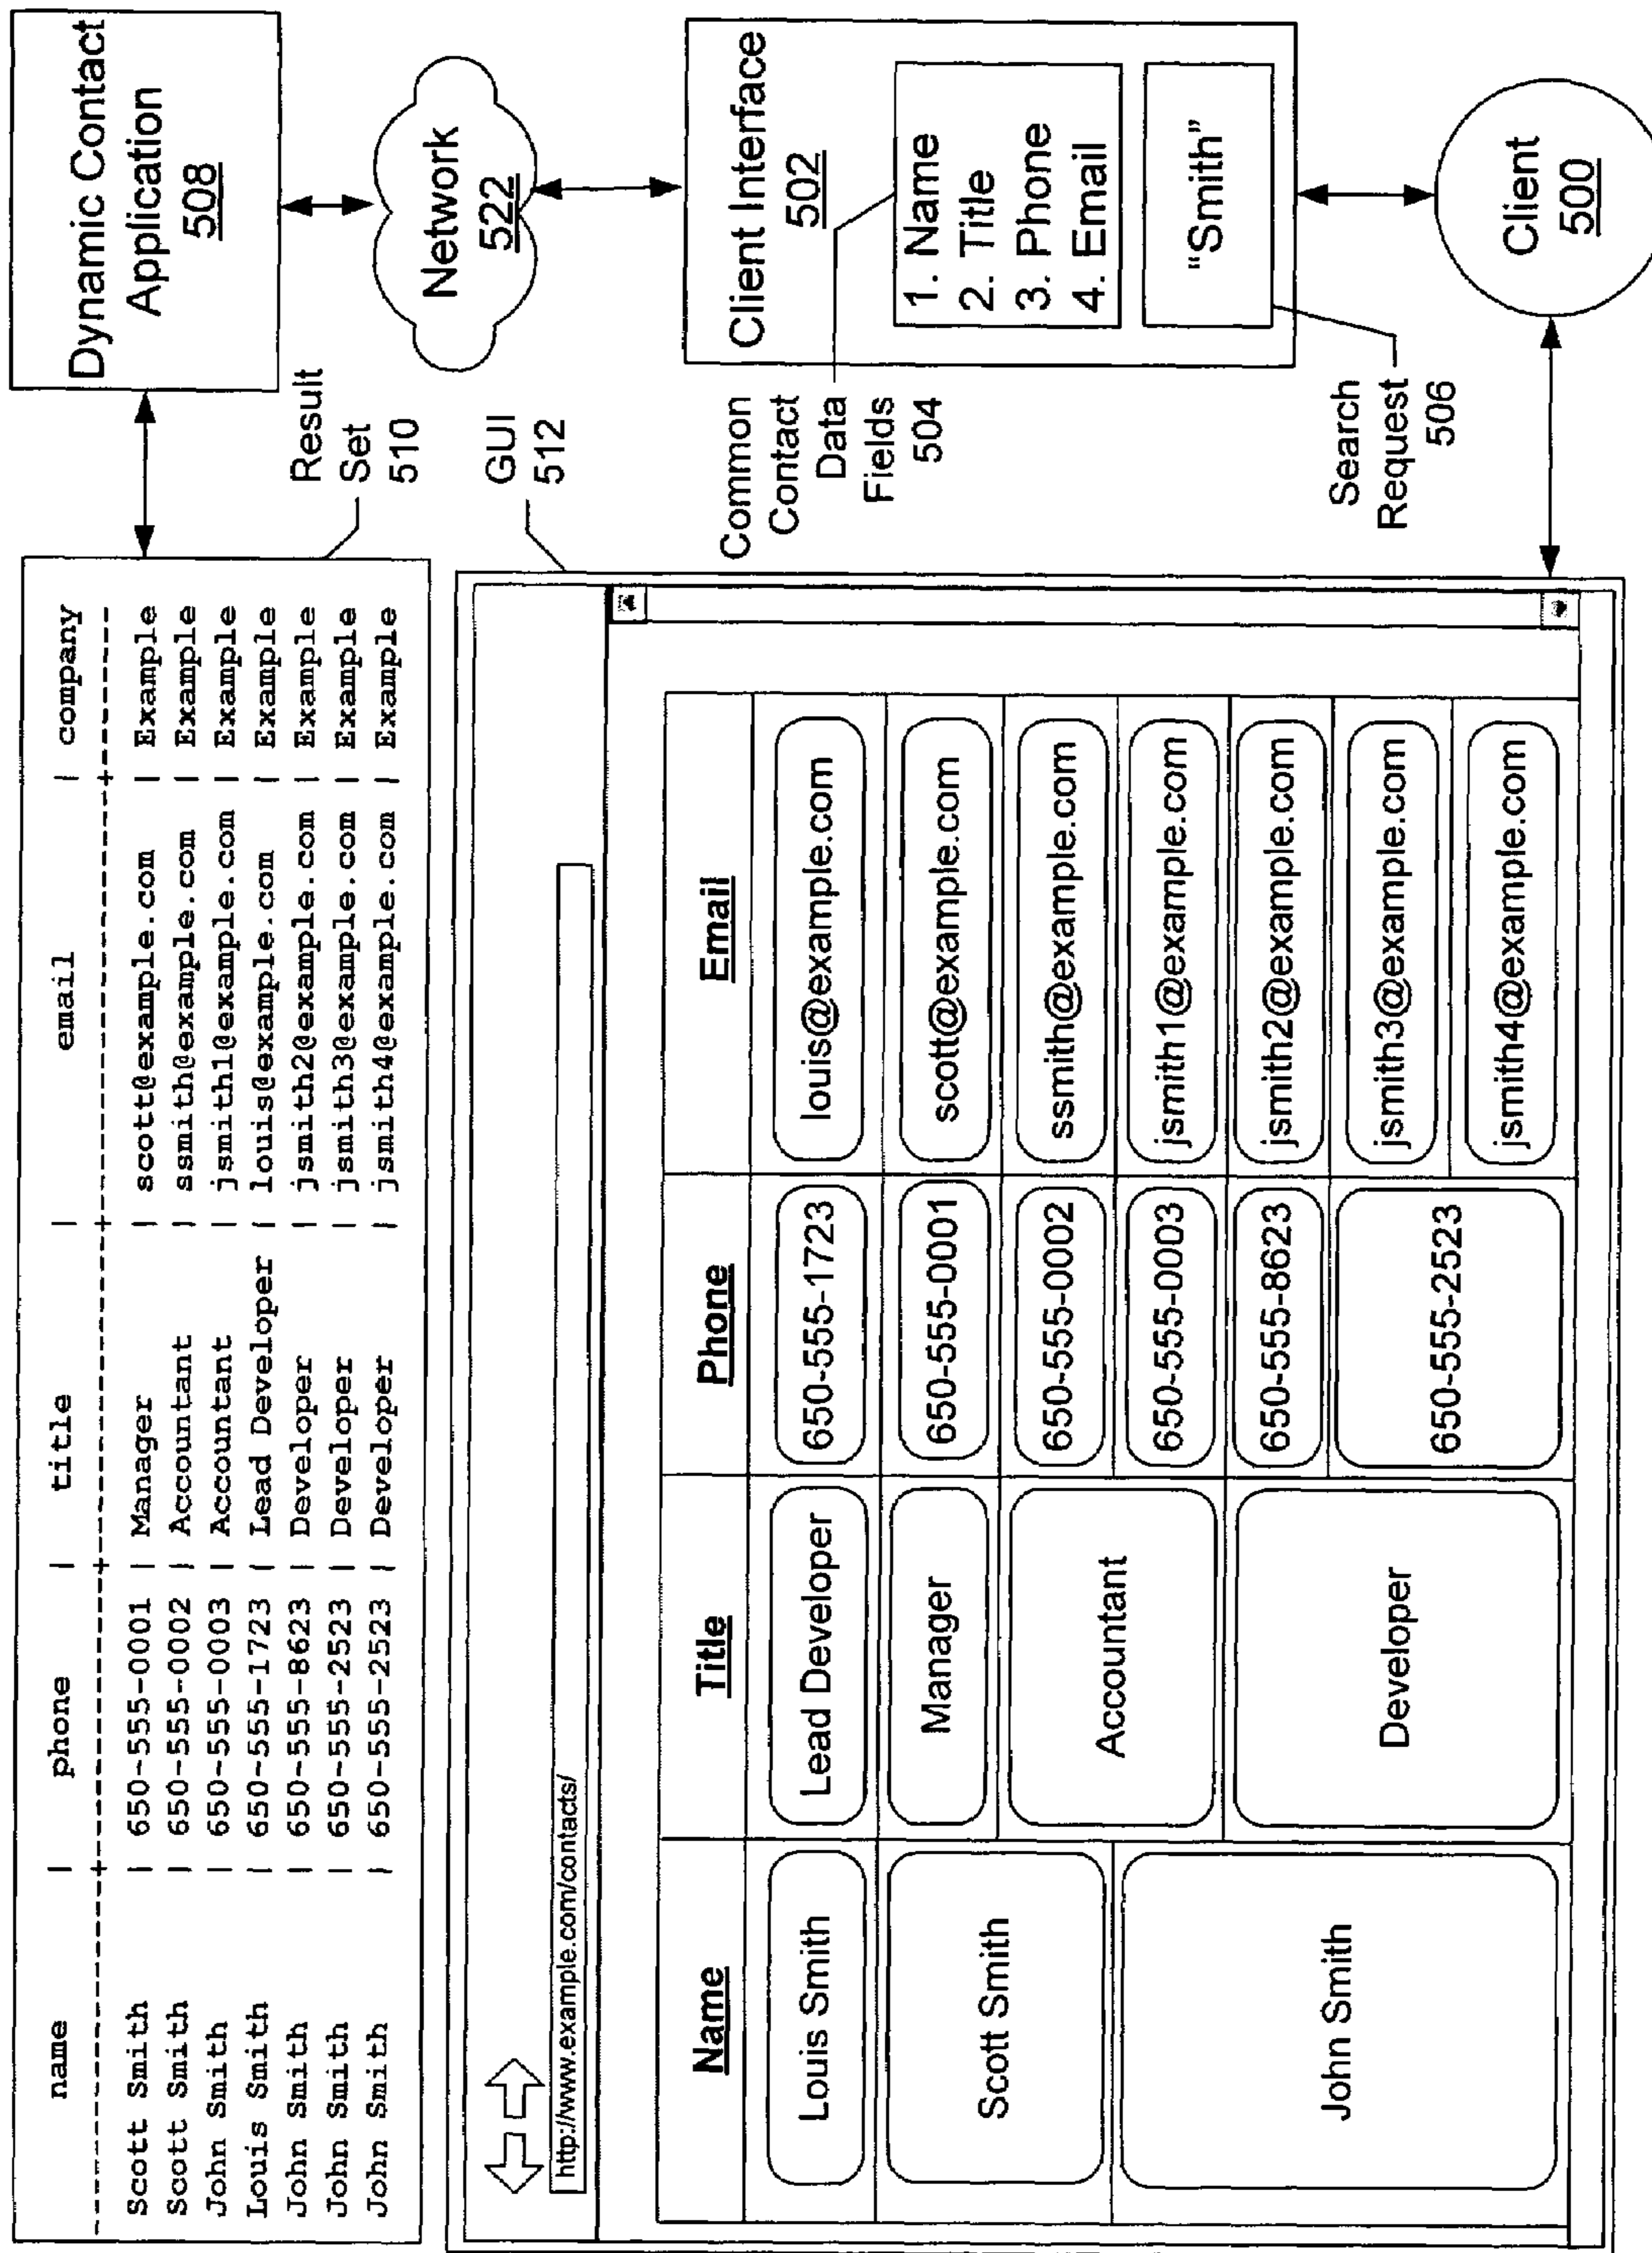 name | phone | title | email | company
Scott Smith | 650-555-0001 | Manager | scott@example.com | Example
Scott Smith | 650-555-0002 | Accountant | ssmith@example.com | Example
John Smith | 650-555-0003 | Accountant | jsmith1@example.com | Example
Louis Smith | 650-555-1723 | Lead Developer | louis@example.com | Example
John Smith | 650-555-8623 | Developer | jsmith2@example.com | Example
John Smith | 650-555-2523 | Developer | jsmith3@example.com | Example
John Smith | 650-555-2523 | Developer | jsmith4@example.com | Example
Dynamic Contact
Application
508
Result
Set
510
Network
522
GUI
512
http://www.example.com/contacts/
Name Title Phone Email
Louis Smith Lead Developer 650-555-1723 louis@example.com
Scott Smith Manager 650-555-0001 scott@example.com
Accountant 650-555-0002 ssmith@example.com
John Smith 650-555-0003 jsmith1@example.com
Developer 650-555-8623 jsmith2@example.com
650-555-2523 jsmith3@example.com
jsmith4@example.com
Client Interface
502
Common
Contact
Data
Fields
504
1. Name
2. Title
3. Phone
4. Email
"Smith"
Search
Request
506
Client
500